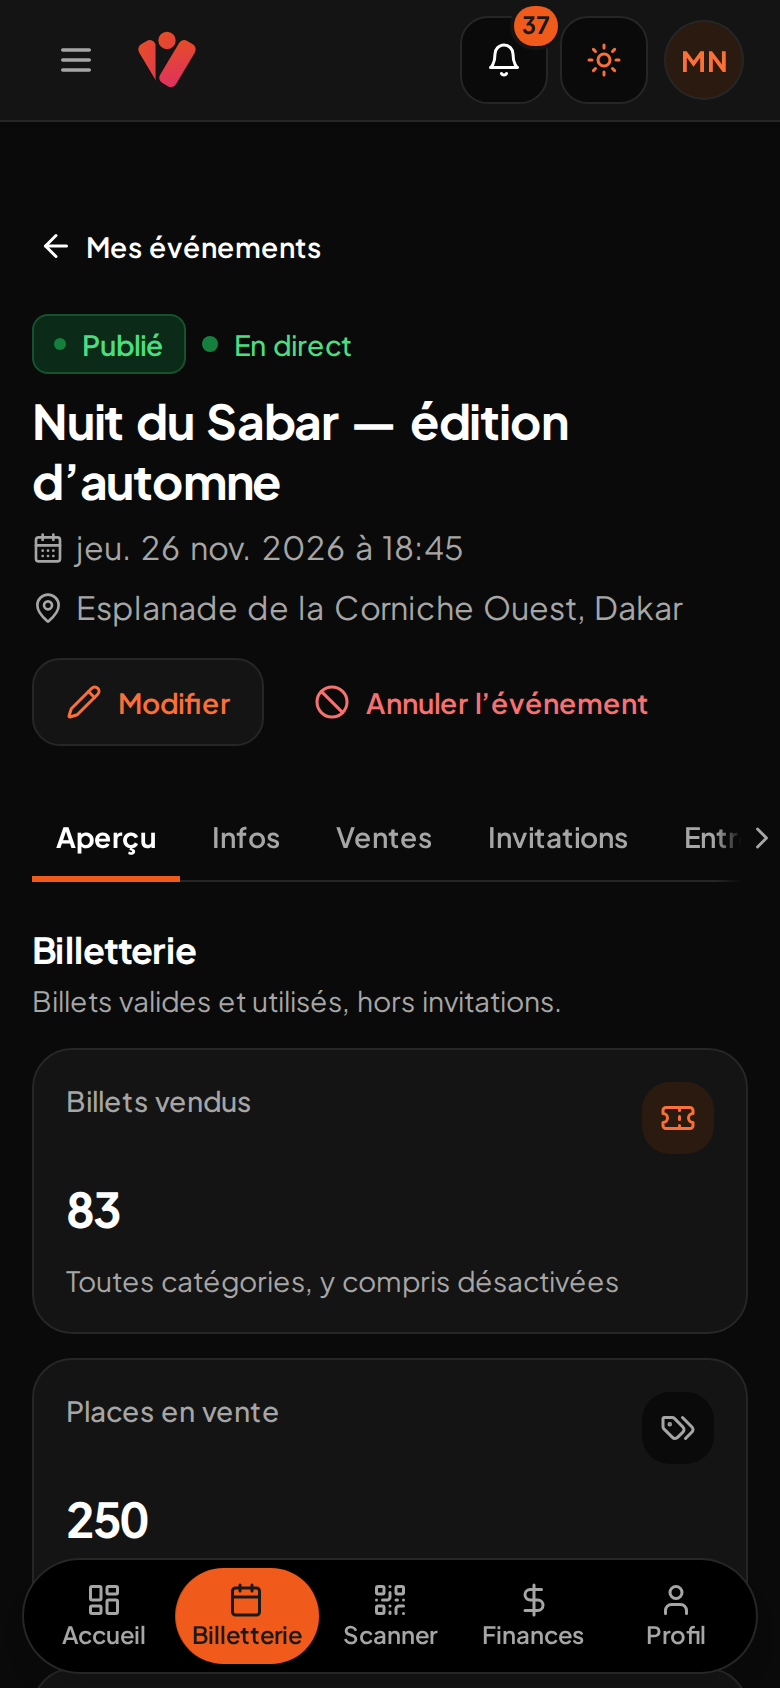 37
MN
Mes événements
Publié
En direct
Nuit du Sabar — édition
d’automne
jeu. 26 nov. 2026 à 18:45
Esplanade de la Corniche Ouest, Dakar
Modifier
Annuler l’événement
Aperçu Infos Ventes Invitations
Billetterie
Billets valides et utilisés, hors invitations.
Billets vendus
83
Toutes catégories, y compris désactivées
Places en vente
250
Accueil Billetterie Scanner Finances Profil